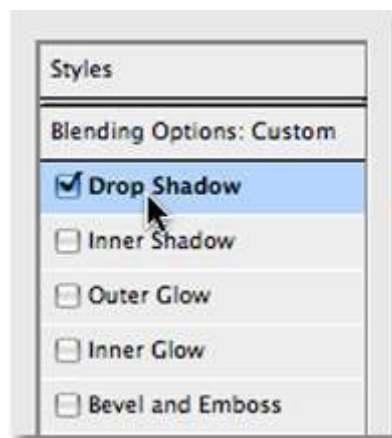 Styles
Blending Options: Custom
Drop Shadow
Inner Shadow
Outer Glow
Inner Glow
Bevel and Emboss